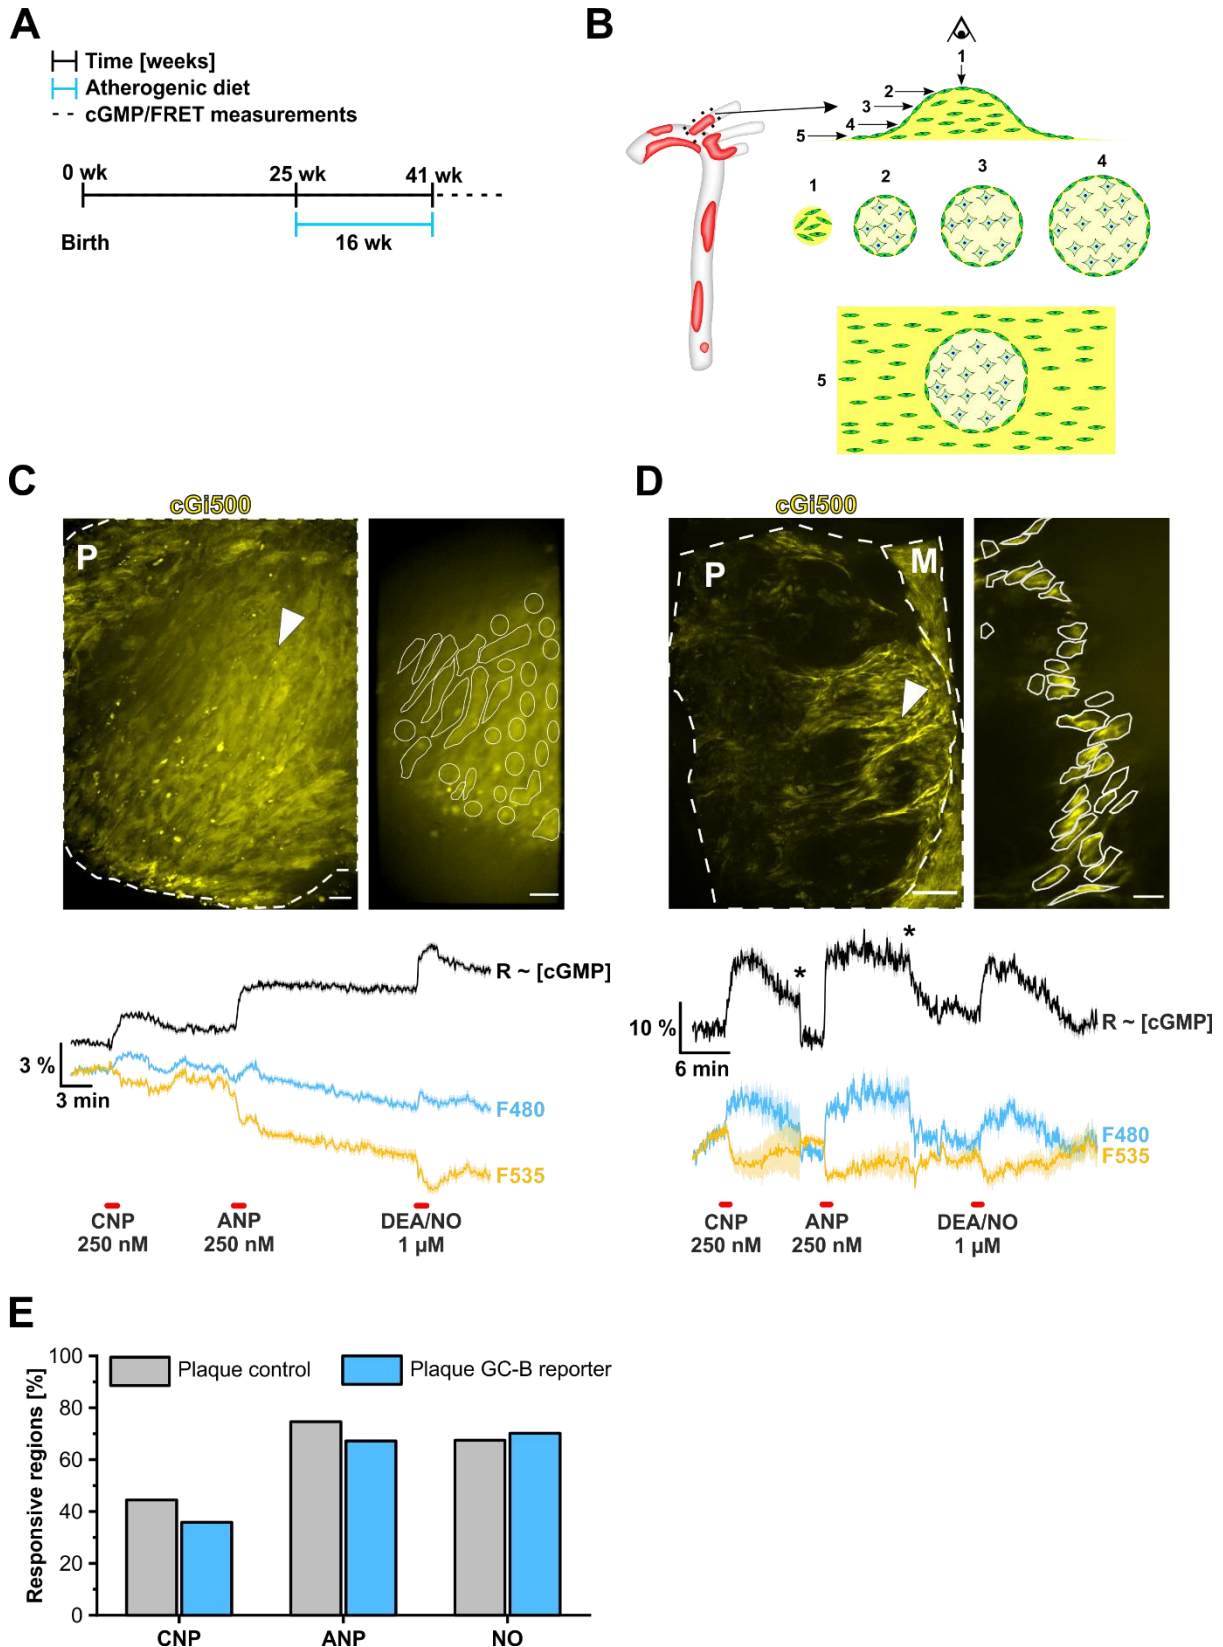 A
Time [weeks]
Atherogenic diet
cGMP/FRET measurements
0 wk
25 wk
41 wk
Birth
16 wk
B
1
2
3
4
5
1
2
3
4
5
C
cGi500
P
R ~ [cGMP]
3 %
3 min
F480
F535
CNP
250 nM
ANP
250 nM
DEA/NO
1 µM
D
cGi500
P
M
*
*
10 %
6 min
R ~ [cGMP]
F480
F535
CNP
250 nM
ANP
250 nM
DEA/NO
1 µM
E
Responsive regions [%]
100
80
60
40
20
0
Plaque control
Plaque GC-B reporter
CNP
ANP
NO